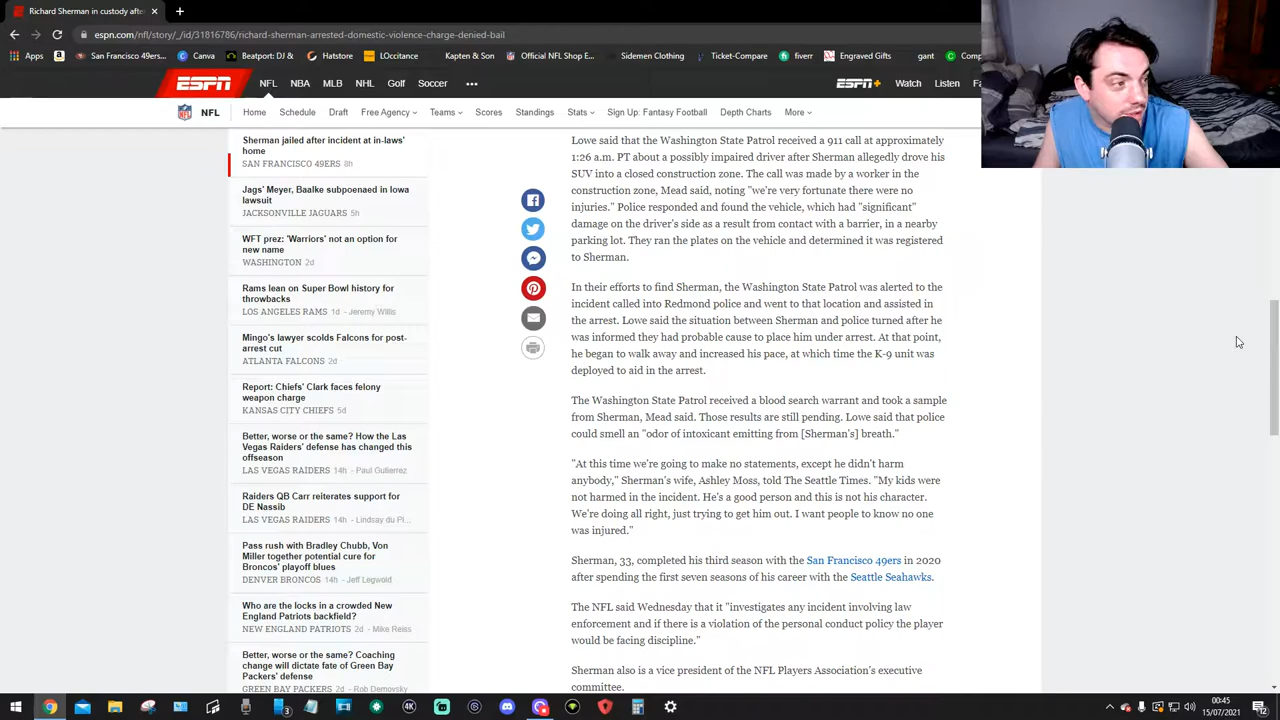 Richard Sherman in custody after
espn.com/nfl/story/_/id/31816786/richard-sherman-arrested-domestic-violence-charge-denied-bail
Apps
San Francisco 49ers...
Canva
Beatport: DJ &
Hatstore
LOccitance
Kapten & Son
Official NFL Shop E...
Sidemen Clothing
Ticket-Compare
fiverr
Engraved Gifts
gant
Comp
ESPN
NFL
NBA
MLB
NHL
Golf
Soccer
•••
ESPN+
Watch
Listen
NFL
Home
Schedule
Draft
Free Agency
Teams
Scores
Standings
Stats
Sign Up: Fantasy Football
Depth Charts
More
Sherman jailed after incident at in-laws'
home
SAN FRANCISCO 49ERS 8h
Jags' Meyer, Baalke subpoenaed in Iowa
lawsuit
JACKSONVILLE JAGUARS 5h
WFT prez: 'Warriors' not an option for
new name
WASHINGTON 2d
Rams lean on Super Bowl history for
throwbacks
LOS ANGELES RAMS 1d - Jeremy Willis
Mingo's lawyer scolds Falcons for post-
arrest cut
ATLANTA FALCONS 2d
Report: Chiefs' Clark faces felony
weapon charge
KANSAS CITY CHIEFS 5d
Better, worse or the same? How the Las
Vegas Raiders' defense has changed this
offseason
LAS VEGAS RAIDERS 14h - Paul Gutierrez
Raiders QB Carr reiterates support for
DE Nassib
LAS VEGAS RAIDERS 14h - Lindsay du Pl...
Pass rush with Bradley Chubb, Von
Miller together potential cure for
Broncos' playoff blues
DENVER BRONCOS 14h - Jeff Legwold
Who are the locks in a crowded New
England Patriots backfield?
NEW ENGLAND PATRIOTS 2d - Mike Reiss
Better, worse or the same? Coaching
change will dictate fate of Green Bay
Packers' defense
GREEN BAY PACKERS 2d - Rob Demovsky
Lowe said that the Washington State Patrol received a 911 call at approximately
1:26 a.m. PT about a possibly impaired driver after Sherman allegedly drove his
SUV into a closed construction zone. The call was made by a worker in the
construction zone, Mead said, noting "we're very fortunate there were no
injuries." Police responded and found the vehicle, which had "significant"
damage on the driver's side as a result from contact with a barrier, in a nearby
parking lot. They ran the plates on the vehicle and determined it was registered
to Sherman.
In their efforts to find Sherman, the Washington State Patrol was alerted to the
incident called into Redmond police and went to that location and assisted in
the arrest. Lowe said the situation between Sherman and police turned after he
was informed they had probable cause to place him under arrest. At that point,
he began to walk away and increased his pace, at which time the K-9 unit was
deployed to aid in the arrest.
The Washington State Patrol received a blood search warrant and took a sample
from Sherman, Mead said. Those results are still pending. Lowe said that police
could smell an "odor of intoxicant emitting from [Sherman's] breath."
"At this time we're going to make no statements, except he didn't harm
anybody," Sherman's wife, Ashley Moss, told The Seattle Times. "My kids were
not harmed in the incident. He's a good person and this is not his character.
We're doing all right, just trying to get him out. I want people to know no one
was injured."
Sherman, 33, completed his third season with the San Francisco 49ers in 2020
after spending the first seven seasons of his career with the Seattle Seahawks.
The NFL said Wednesday that it "investigates any incident involving law
enforcement and if there is a violation of the personal conduct policy the player
would be facing discipline."
Sherman also is a vice president of the NFL Players Association's executive
committee.
00:45
15/07/2021